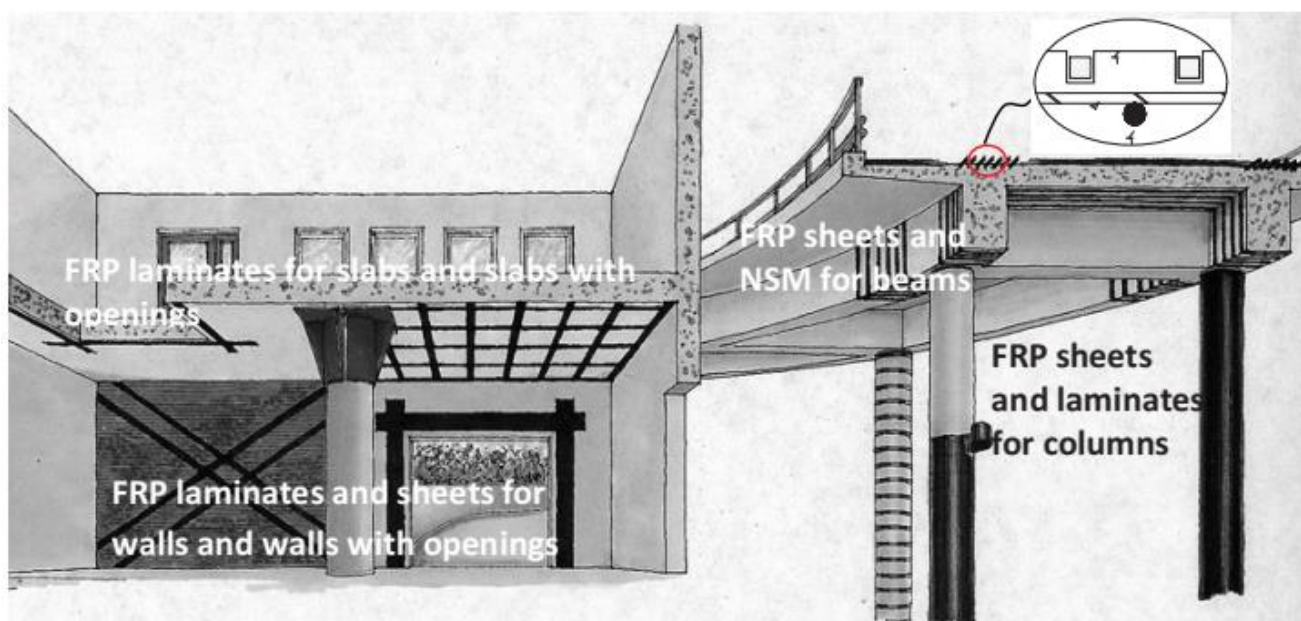 FRP laminates for slabs and slabs with
openings
FRP sheets and
NSM for beams
FRP sheets
and laminates
for columns
FRP laminates and sheets for
walls and walls with openings